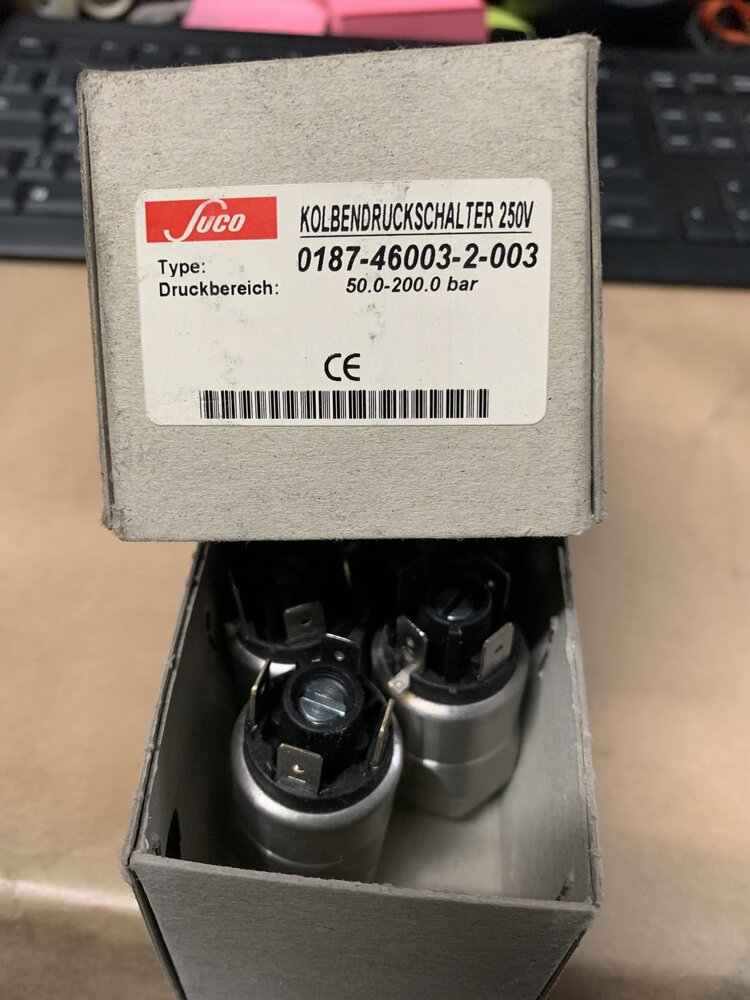 Suco
KOLBENDRUCKSCHALTER 250V
Type: 0187-46003-2-003
Druckbereich: 50.0-200.0 bar
CE